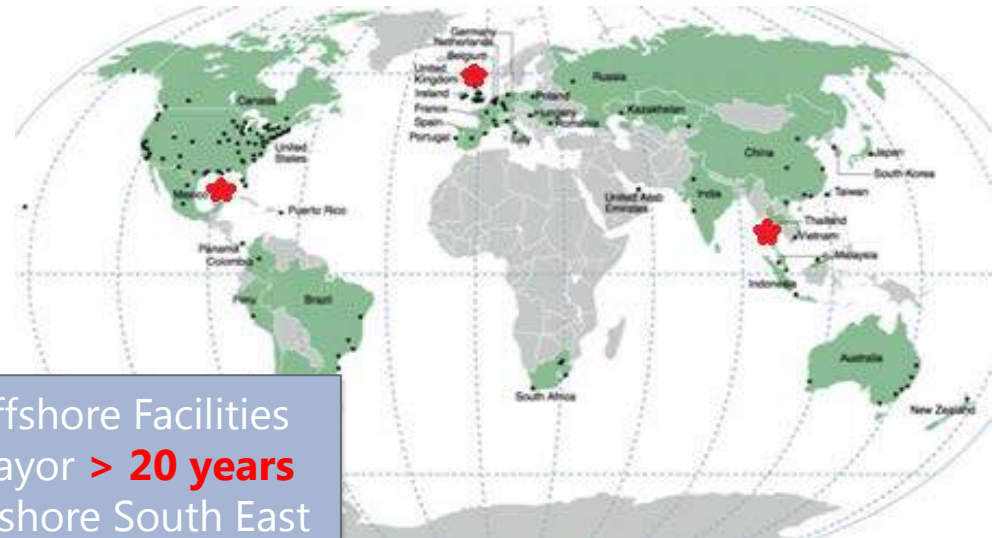 Germany
Netherlands
Belgium
United
Kingdom
Ireland
France
Spain
Portugal
Italy
Poland
Hungary
Romania
Russia
Kazakhstan
Canada
United
States
Mexico
Puerto Rico
Panama
Colombia
Peru
Brazil
United Arab
Emirates
India
China
Japan
South Korea
Taiwan
Thailand
Vietnam
Malaysia
Indonesia
South Africa
Australia
New Zealand
ffshore Facilities
ayor > 20 years
shore South East